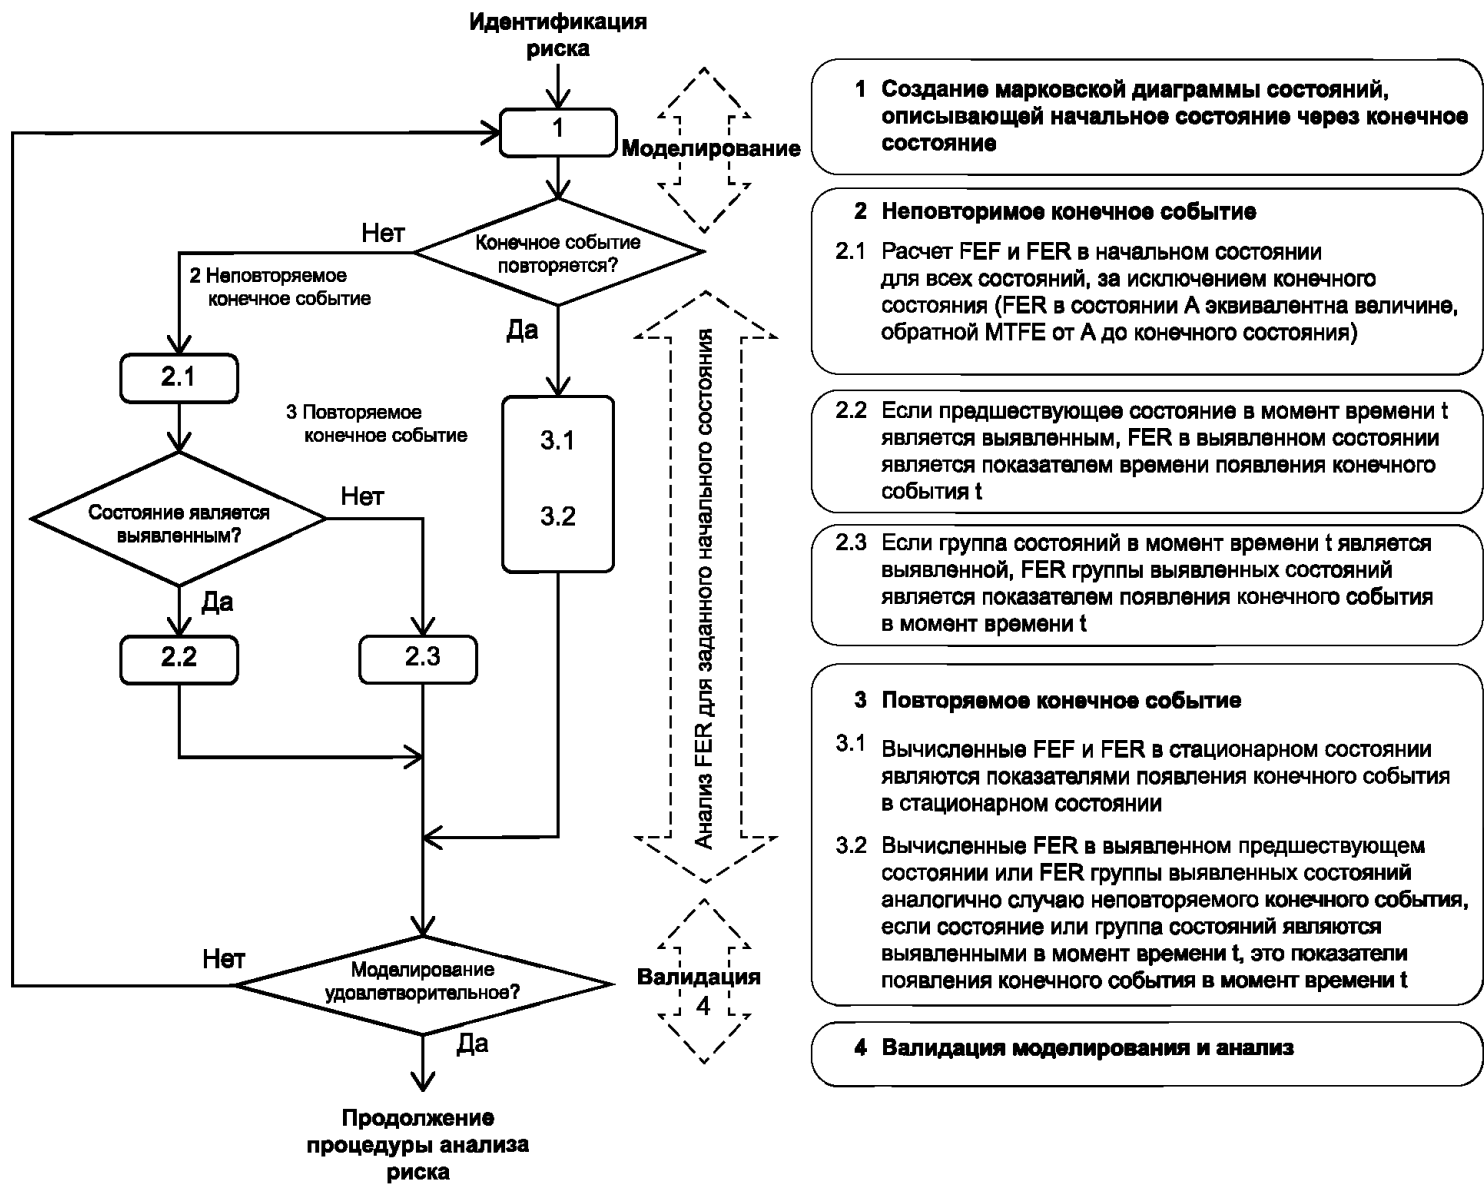 Идентификация
риска
1
Моделирование
Конечное событие
повторяется?
Нет
2 Неповторяемое
конечное событие
Да
2.1
3 Повторяемое
конечное событие
3.1
3.2
Состояние является
выявленным?
Нет
Да
2.2
2.3
Анализ FER для заданного начального состояния
Моделирование
удовлетворительное?
Нет
Да
Валидация
4
Продолжение
процедуры анализа
риска
1 Создание марковской диаграммы состояний,
описывающей начальное состояние через конечное
состояние
2 Неповторимое конечное событие
2.1 Расчет FEF и FER в начальном состоянии
для всех состояний, за исключением конечного
состояния (FER в состоянии А эквивалентна величине,
обратной MTFE от А до конечного состояния)
2.2 Если предшествующее состояние в момент времени t
является выявленным, FER в выявленном состоянии
является показателем времени появления конечного
события t
2.3 Если группа состояний в момент времени t является
выявленной, FER группы выявленных состояний
является показателем появления конечного события
в момент времени t
3 Повторяемое конечное событие
3.1 Вычисленные FEF и FER в стационарном состоянии
являются показателями появления конечного события
в стационарном состоянии
3.2 Вычисленные FER в выявленном предшествующем
состоянии или FER группы выявленных состояний
аналогично случаю неповторяемого конечного события,
если состояние или группа состояний являются
выявленными в момент времени t, это показатели
появления конечного события в момент времени t
4 Валидация моделирования и анализ